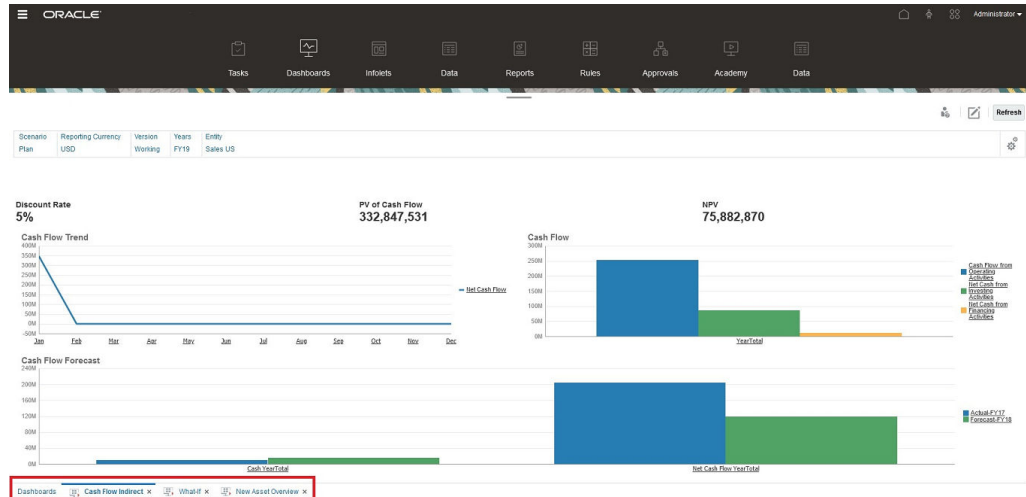 ORACLE
Administrator
Tasks Dashboards Infolets Data Reports Rules Approvals Academy Data
Refresh
Scenario Reporting Currency Version Years Entity
Plan USD Working FY19 Sales US
Discount Rate PV of Cash Flow NPV
5% 332,847,531 75,882,870
Cash Flow Trend
400M
350M
300M
250M
200M
150M
100M
50M
0M
-50M
Jan Feb Mar Apr May Jun Jul Aug Sep Oct Nov Dec
Net Cash Flow
Cash Flow
300M
250M
200M
150M
100M
50M
0M
YearTotal
Cash Flow from
Operating
Activities
Net Cash from
Investing
Activities
Net Cash from
Financing
Activities
Cash Flow Forecast
240M
200M
160M
120M
80M
40M
0M
Cash YearTotal Net Cash Flow YearTotal
Actual-FY17
Forecast-FY18
Dashboards Cash Flow Indirect × What-If × New Asset Overview ×